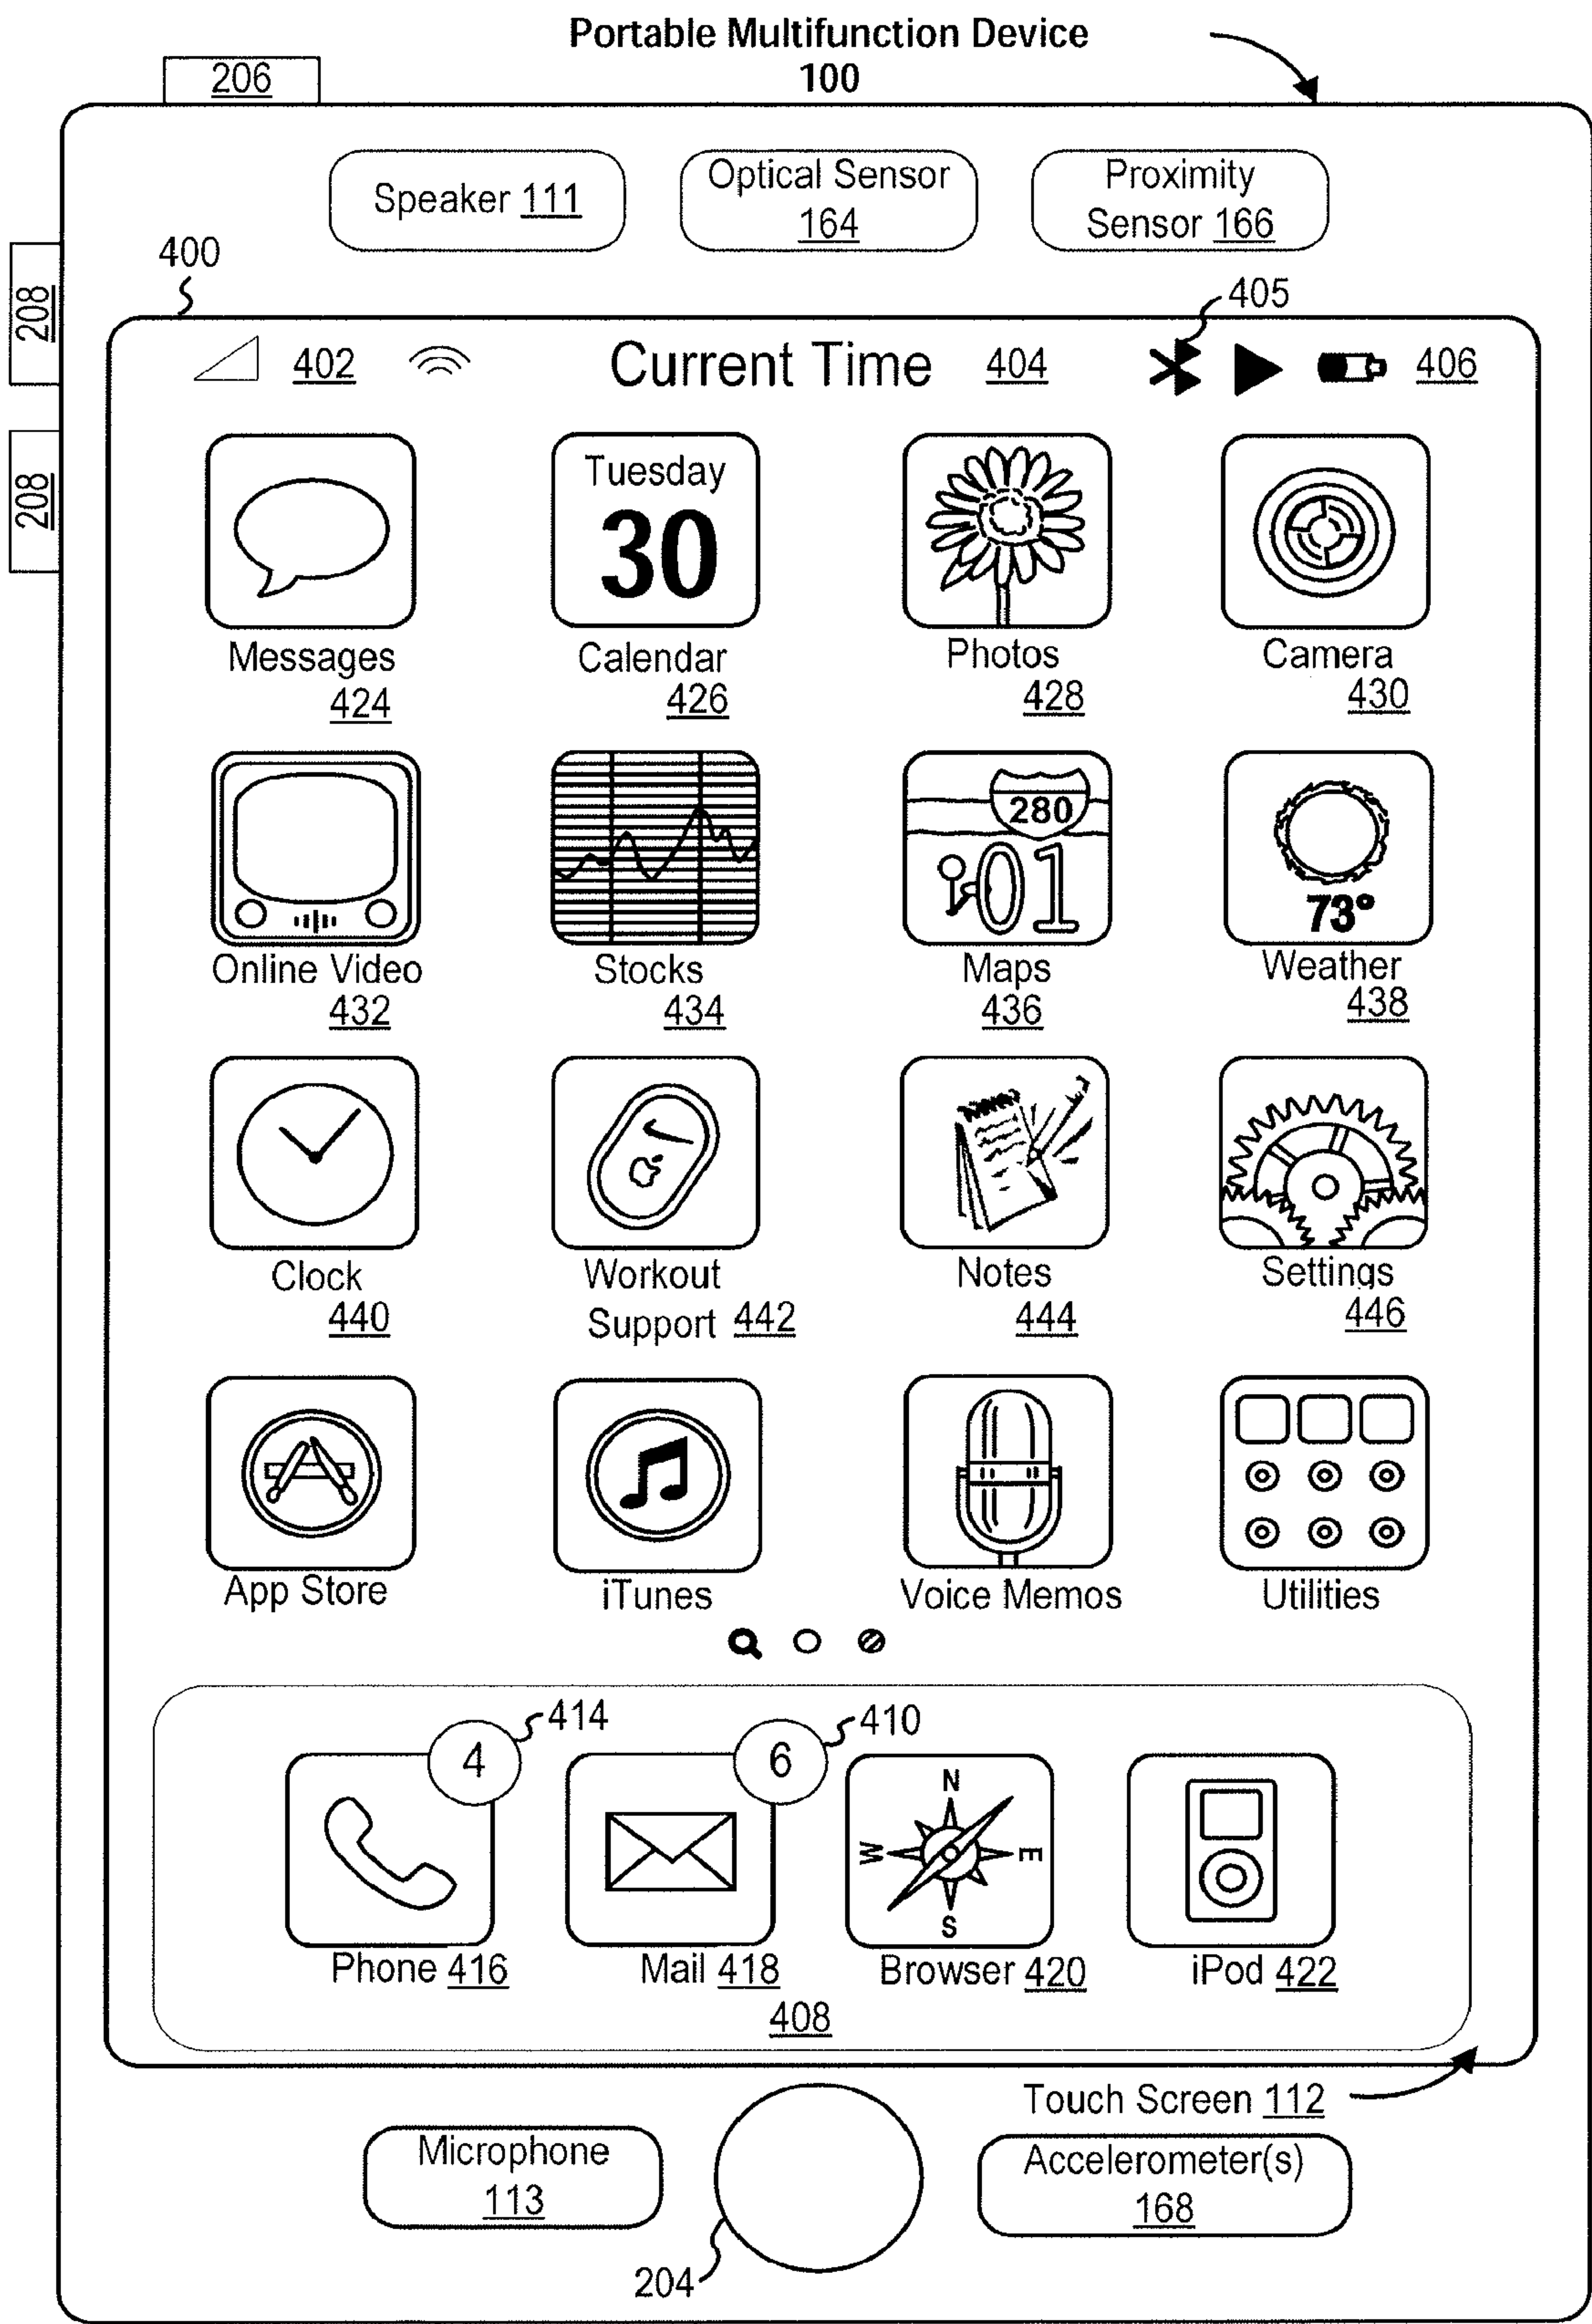 Portable Multifunction Device
100
206
Speaker 111
Optical Sensor
164
Proximity
Sensor 166
208
208
400
405
402
Current Time
404
406
Tuesday
30
Messages
424
Calendar
426
Photos
428
Camera
430
280
01
73°
Online Video
432
Stocks
434
Maps
436
Weather
438
Clock
440
Workout
Support 442
Notes
444
Settings
446
App Store
iTunes
Voice Memos
Utilities
4
414
6
410
N
W
E
S
Phone 416
Mail 418
Browser 420
iPod 422
408
Touch Screen 112
Microphone
113
Accelerometer(s)
168
204